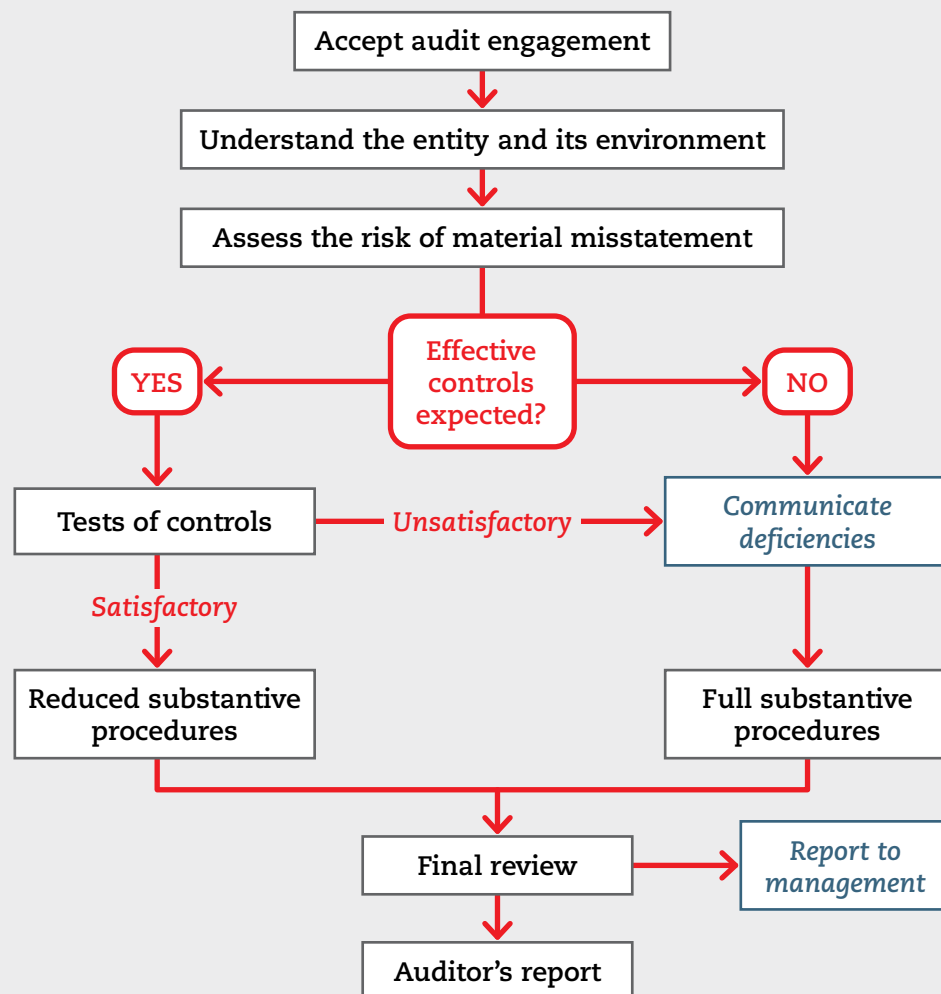 Accept audit engagement
Understand the entity and its environment
Assess the risk of material misstatement
Effective
controls
expected?
YES
NO
Tests of controls
Unsatisfactory
Communicate
deficiencies
Satisfactory
Reduced substantive
procedures
Full substantive
procedures
Final review
Report to
management
Auditor's report